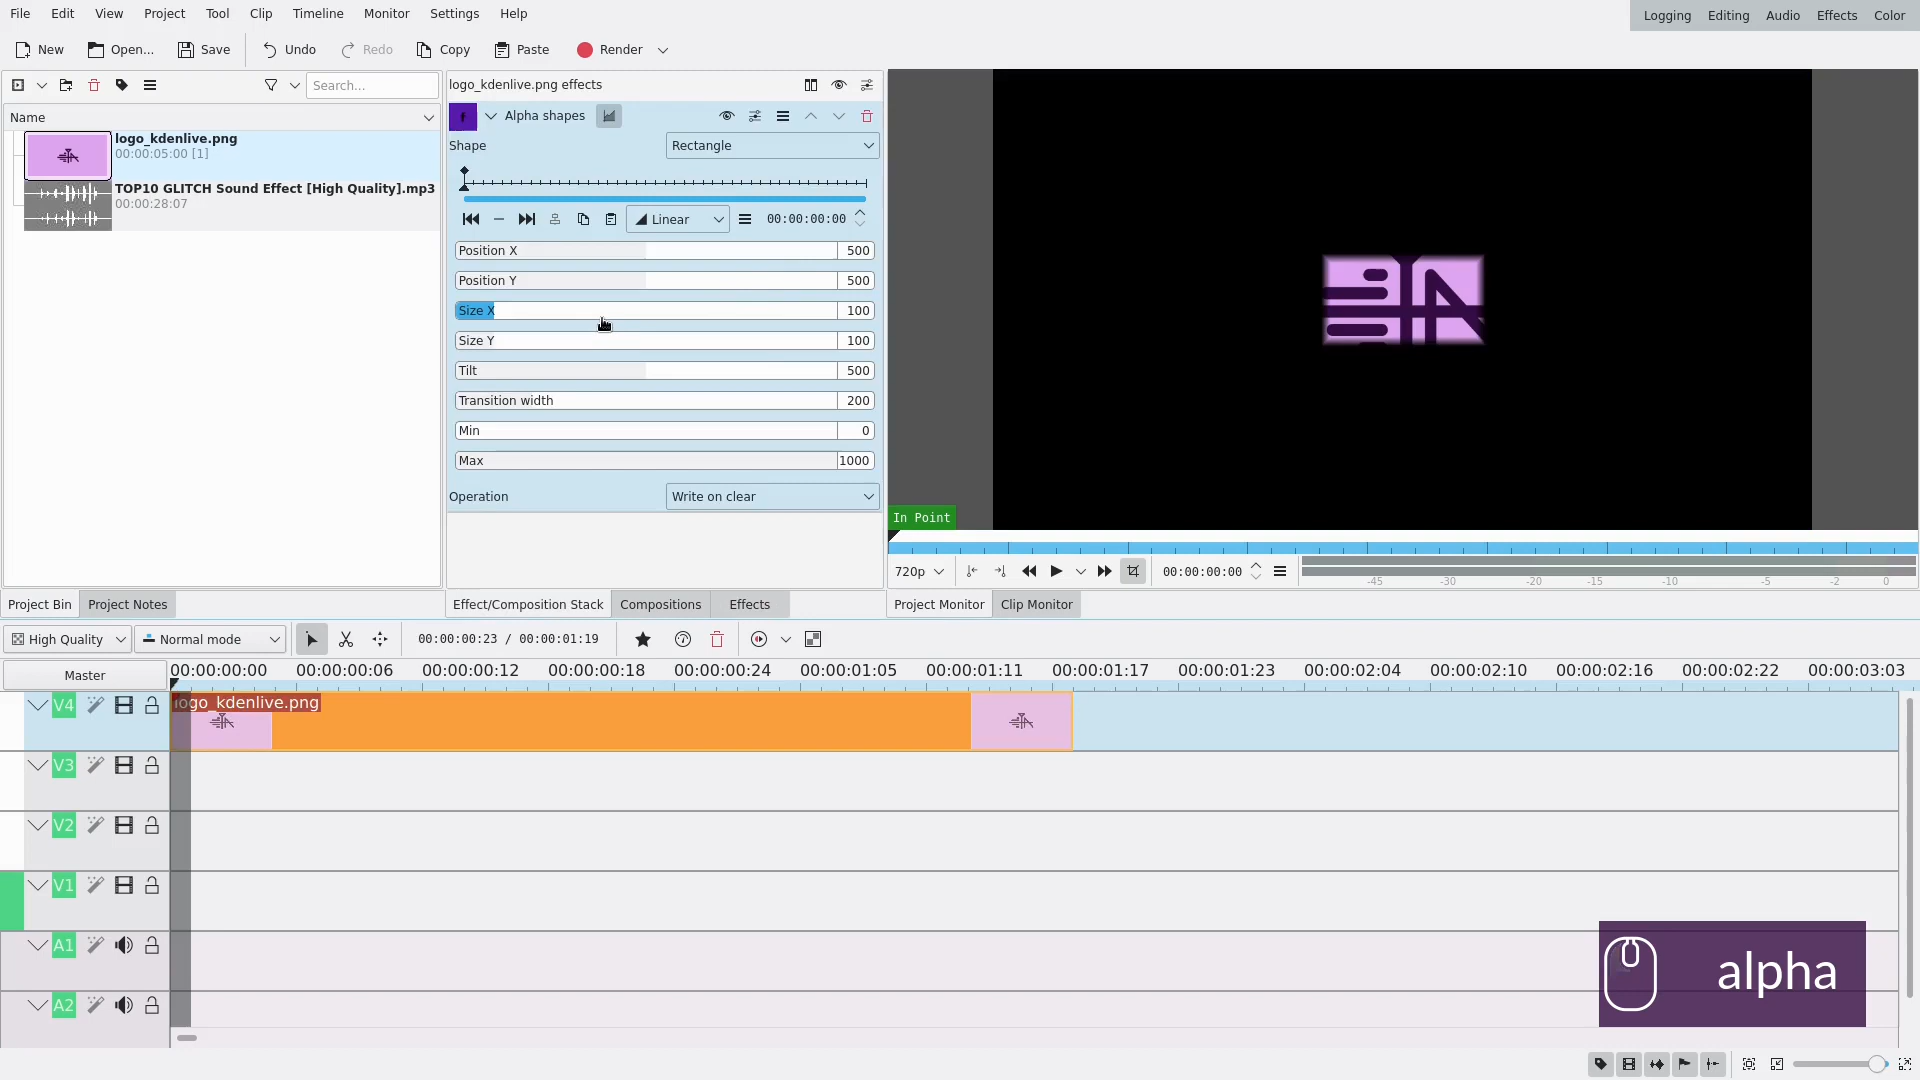 File Edit View Project Tool Clip Timeline Monitor Settings Help
Logging Editing Audio Effects Color
New Open... Save Undo Redo Copy Paste Render
Search...
Name
logo_kdenlive.png
00:00:05:00 [1]
TOP10 GLITCH Sound Effect [High Quality].mp3
00:00:28:07
logo_kdenlive.png effects
f Alpha shapes
Shape Rectangle
Linear 00:00:00:00
Position X 500
Position Y 500
Size X 100
Size Y 100
Tilt 500
Transition width 200
Min 0
Max 1000
Operation Write on clear
In Point
720p 00:00:00:00 -45 -30 -20 -15 -10 -5 -2 0
Project Bin Project Notes
Effect/Composition Stack Compositions Effects
Project Monitor Clip Monitor
High Quality Normal mode 00:00:00:23 / 00:00:01:19
Master 00:00:00:00 00:00:00:06 00:00:00:12 00:00:00:18 00:00:00:24 00:00:01:05 00:00:01:11 00:00:01:17 00:00:01:23 00:00:02:04 00:00:02:10 00:00:02:16 00:00:02:22 00:00:03:03
V4 logo_kdenlive.png
V3
V2
V1
A1
A2
alpha